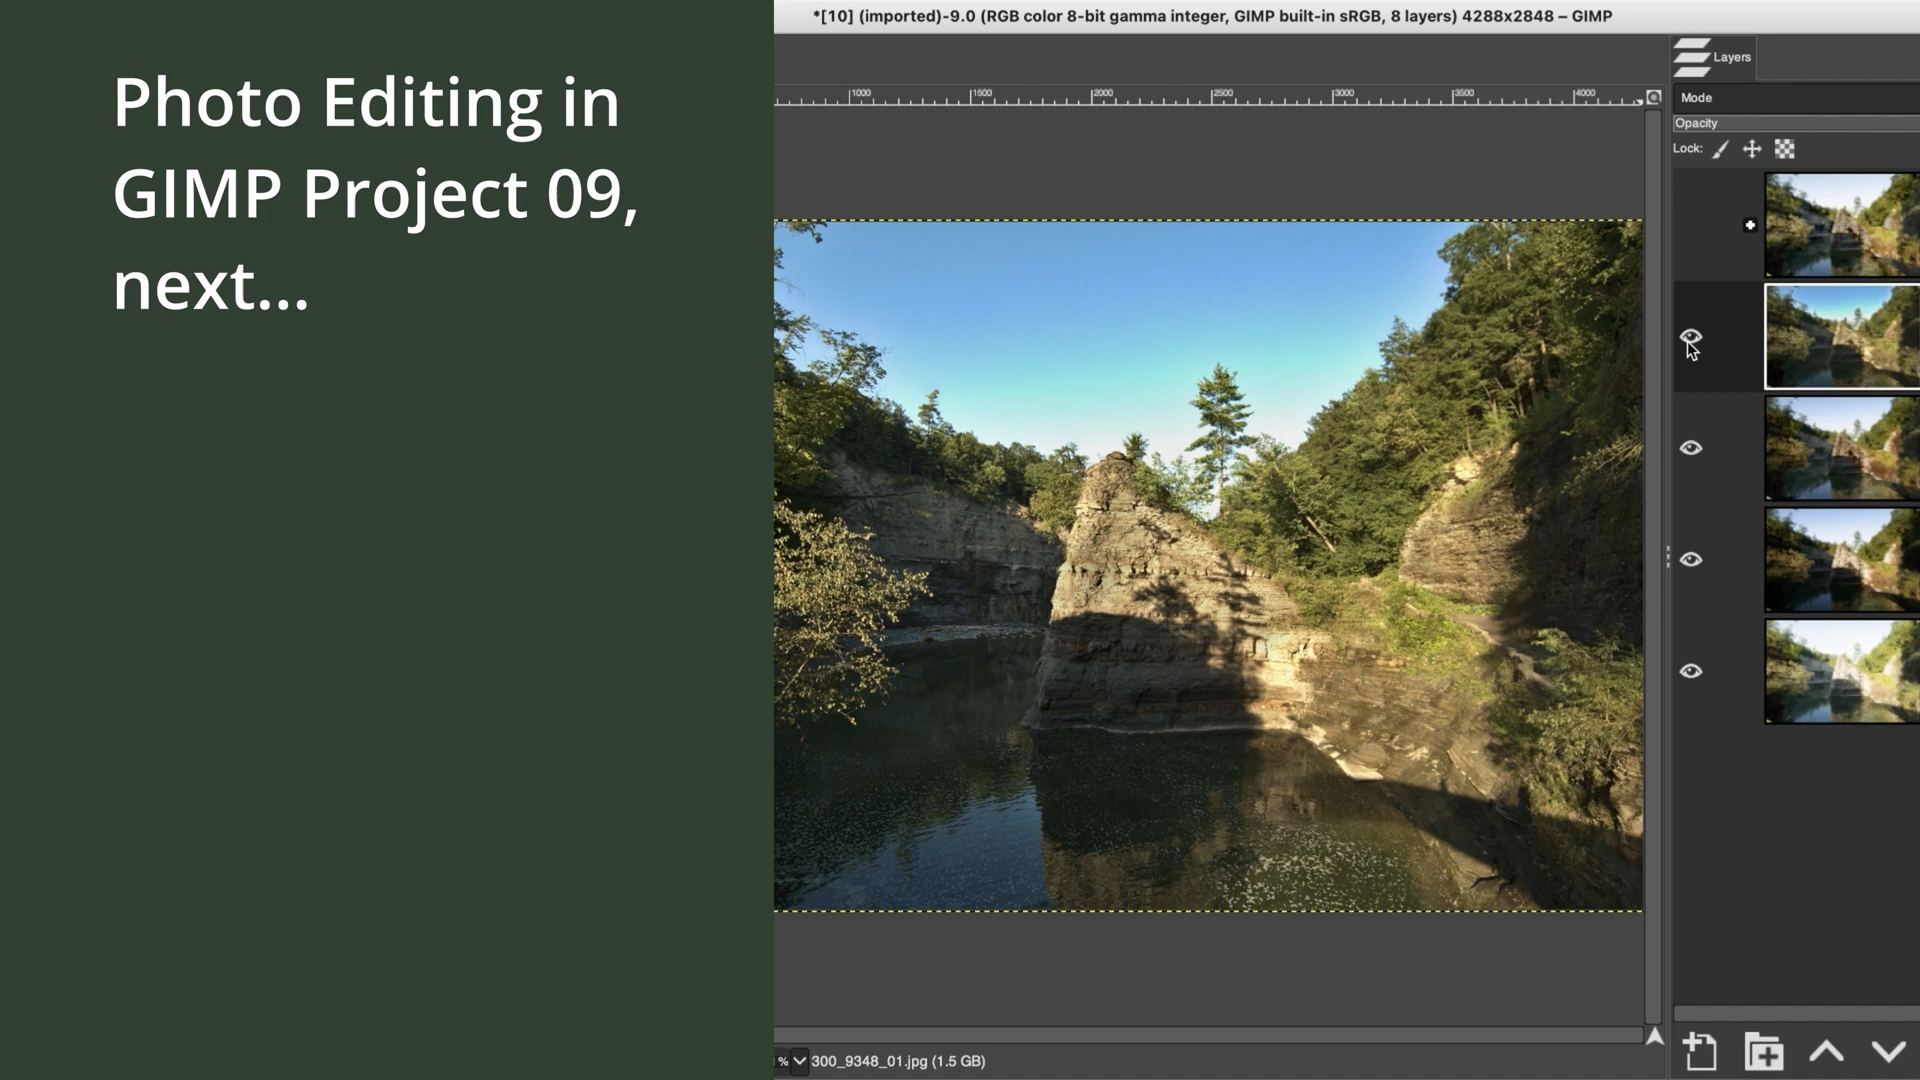 Photo Editing in
GIMP Project 09,
next...
*[10] (imported)-9.0 (RGB color 8-bit gamma integer, GIMP built-in sRGB, 8 layers) 4288x2848 – GIMP
Layers
1000 1500 2000 2500 3000 3500 4000
Mode
Opacity
Lock:
% 300_9348_01.jpg (1.5 GB)